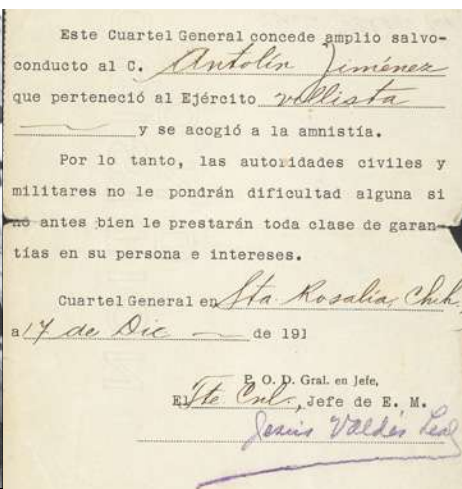 Este Cuartel General concede amplio salvo-
conducto al C. Antolín Jiménez
que perteneció al Ejército villista
y se acogió a la amnistía.
Por lo tanto, las autoridades civiles y
militares no le pondrán dificultad alguna si
nó antes bien le prestarán toda clase de garan-
tías en su persona e intereses.
Cuartel General en Sta. Rosalía, Chih.
a 17 de Dic de 191
P. O. D. Gral. en Jefe,
El Tte Cnl., Jefe de E. M.
Jesús Valdés Leal